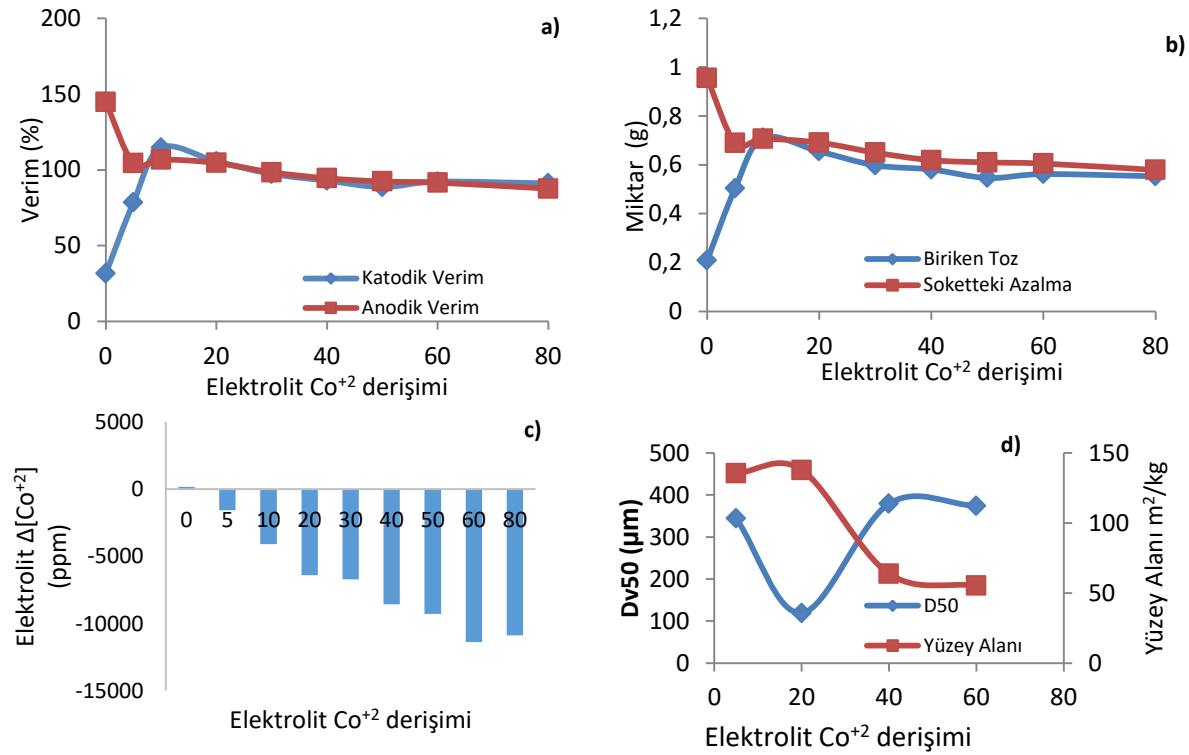 a)
Verim (%)
200
150
100
50
0
Katodik Verim
Anodik Verim
0 20 40 60 80
Elektrolit Co⁺² derişimi
b)
Miktar (g)
1,2
1
0,8
0,6
0,4
0,2
0
Biriken Toz
Soketteki Azalma
0 20 40 60 80
Elektrolit Co⁺² derişimi
c)
Elektrolit Δ[Co⁺²]
(ppm)
5000
0
-5000
-10000
-15000
0 5 10 20 30 40 50 60 80
Elektrolit Co⁺² derişimi
d)
Dv50 (µm)
500
400
300
200
100
0
150
100
50
0
Yüzey Alanı m²/kg
D50
Yüzey Alanı
0 20 40 60 80
Elektrolit Co⁺² derişimi